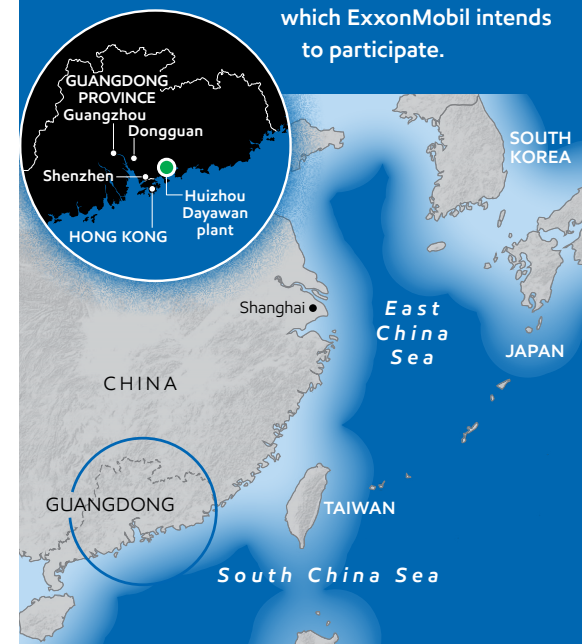 which ExxonMobil intends
to participate.
GUANGDONG
PROVINCE
Guangzhou
Dongguan
Shenzhen
Huizhou
Dayawan
plant
HONG KONG
SOUTH
KOREA
Shanghai
East
China
Sea
JAPAN
CHINA
GUANGDONG
TAIWAN
South China Sea